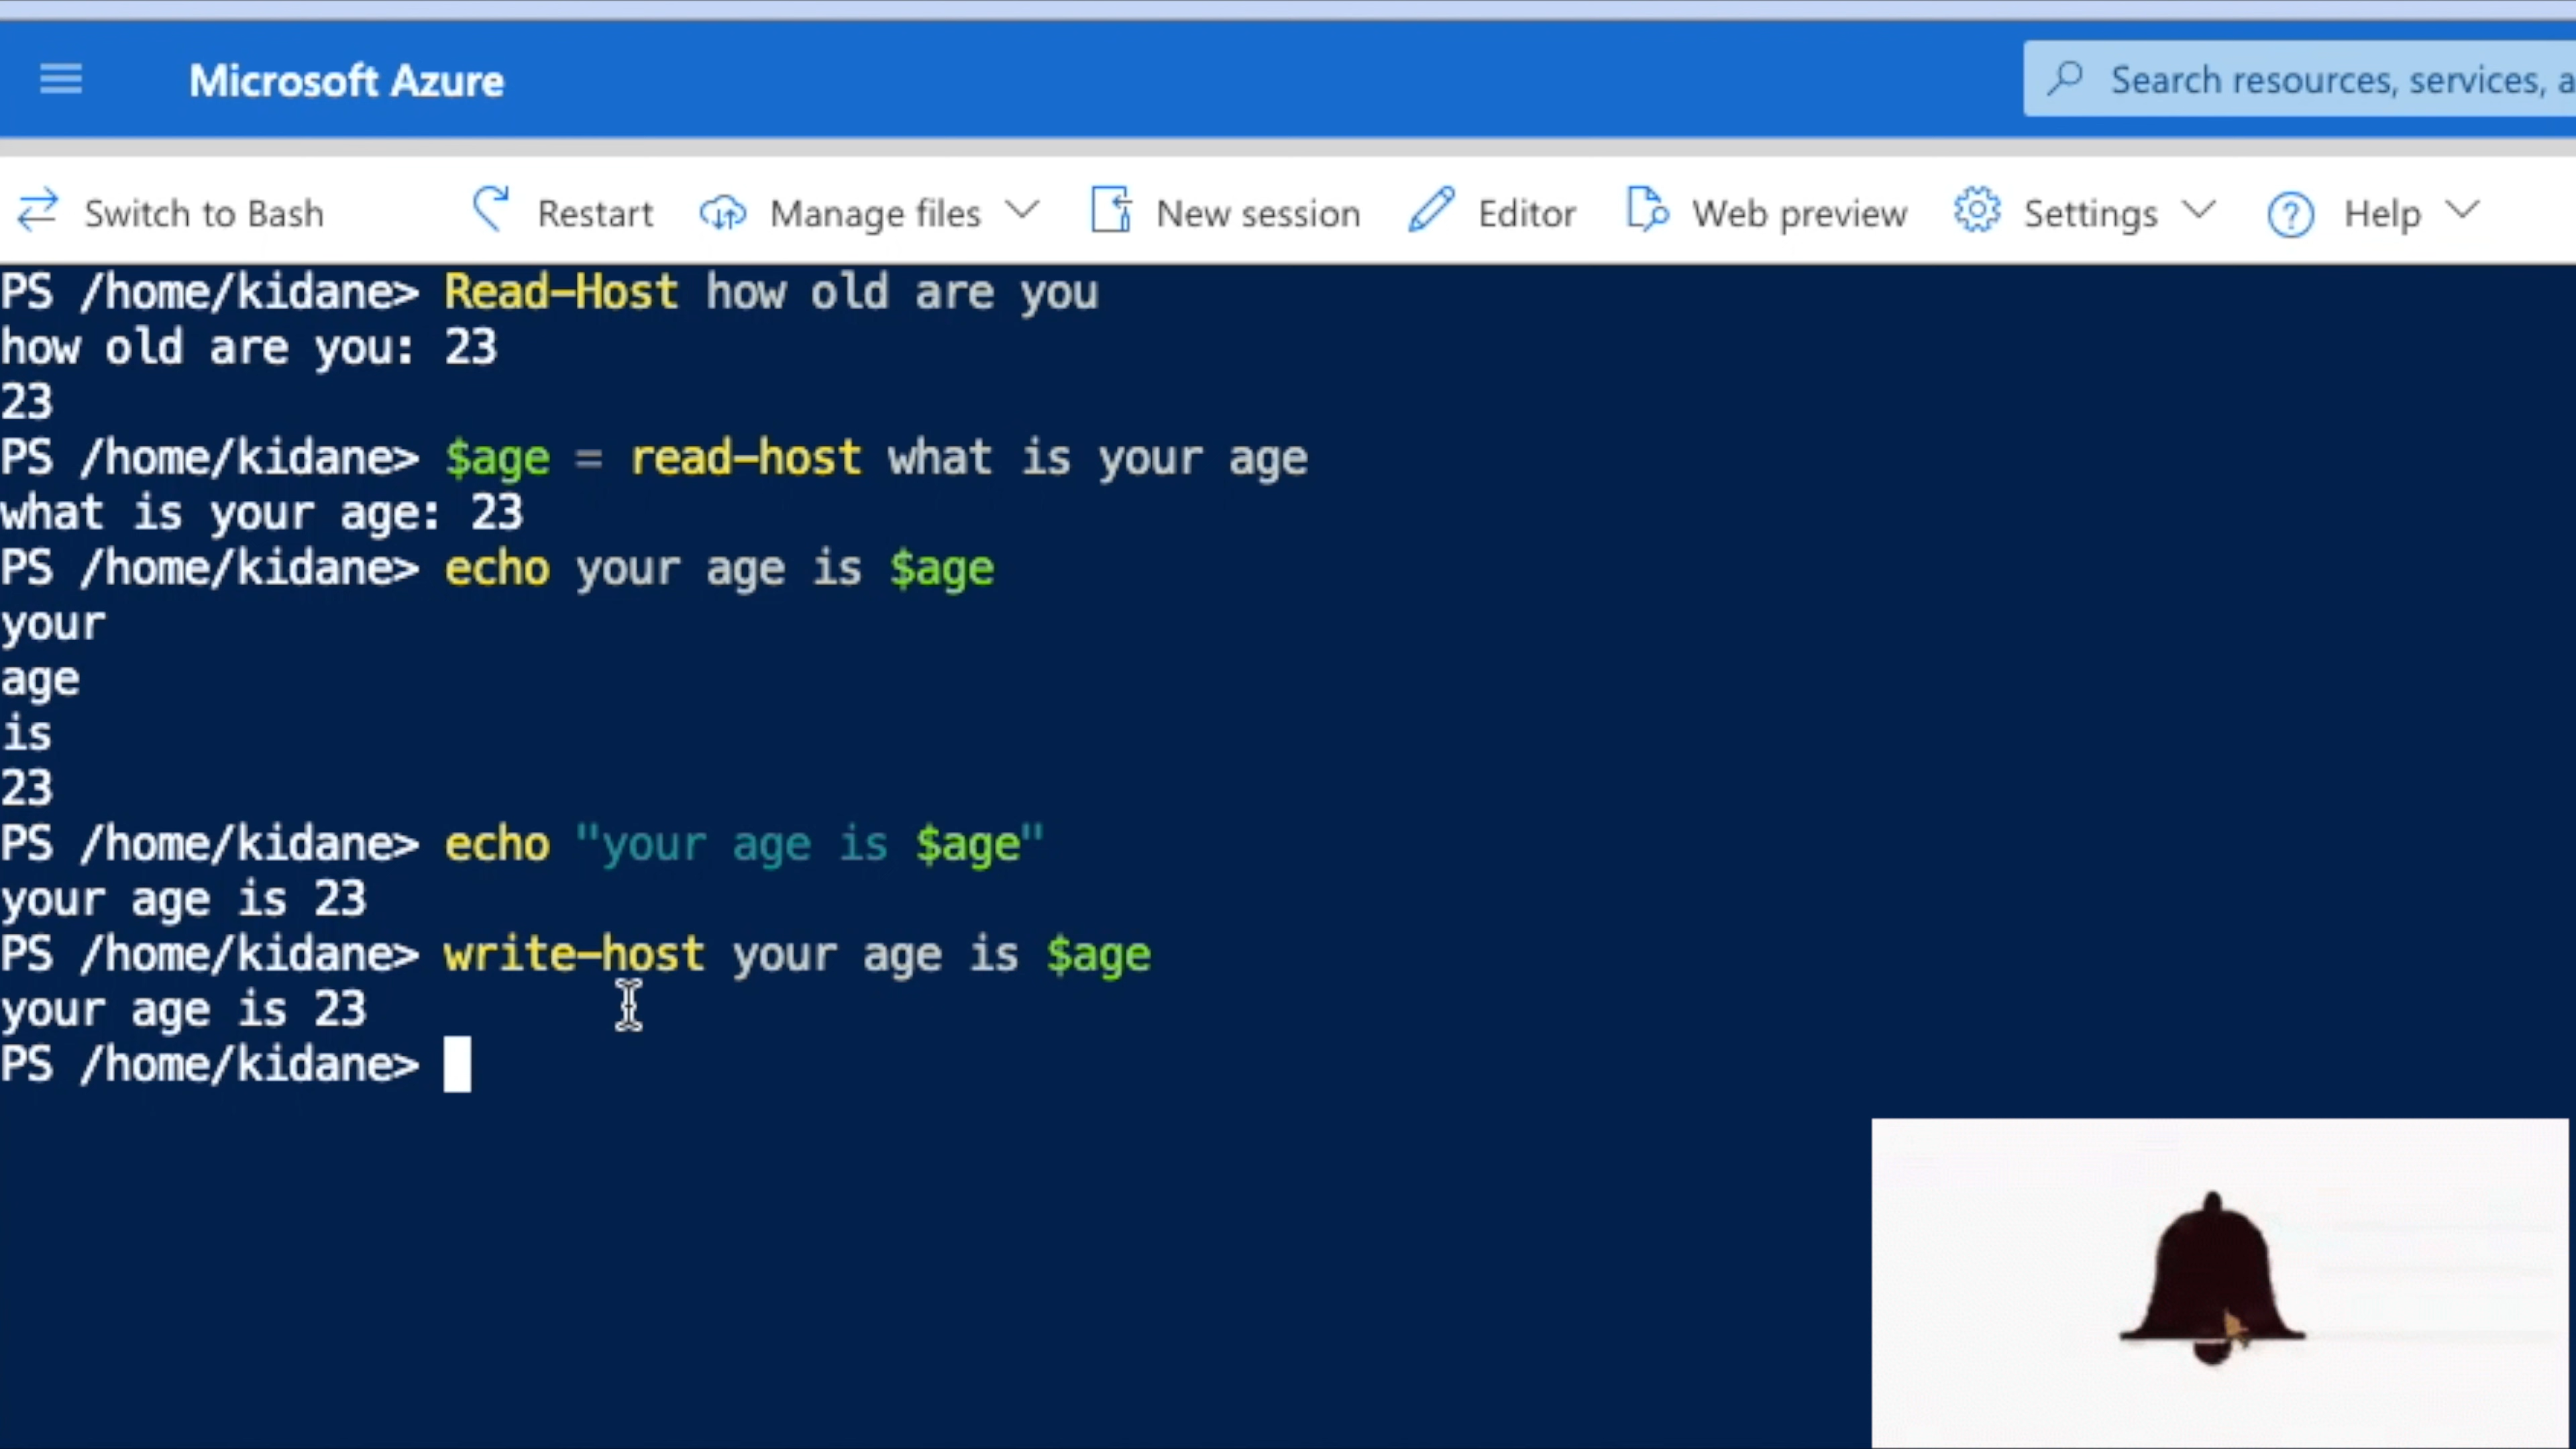 Microsoft Azure
Search resources, services, a
Switch to Bash Restart Manage files New session Editor Web preview Settings Help
PS /home/kidane> Read-Host how old are you
how old are you: 23
23
PS /home/kidane> $age = read-host what is your age
what is your age: 23
PS /home/kidane> echo your age is $age
your
age
is
23
PS /home/kidane> echo "your age is $age"
your age is 23
PS /home/kidane> write-host your age is $age
your age is 23
PS /home/kidane>